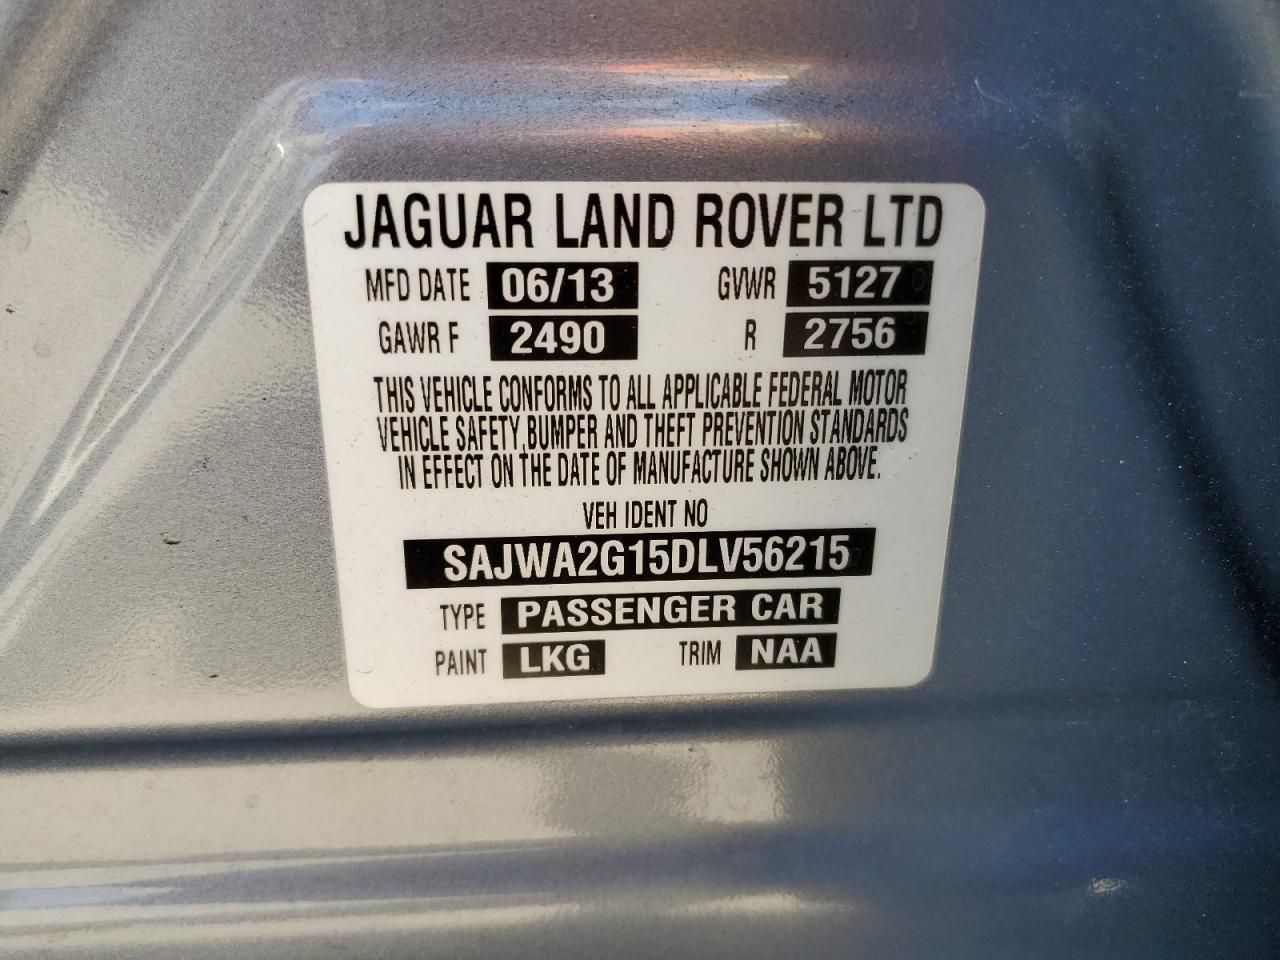 JAGUAR LAND ROVER LTD
MFD DATE 06/13 GVWR 5127
GAWR F 2490 R 2756
THIS VEHICLE CONFORMS TO ALL APPLICABLE FEDERAL MOTOR
VEHICLE SAFETY, BUMPER AND THEFT PREVENTION STANDARDS
IN EFFECT ON THE DATE OF MANUFACTURE SHOWN ABOVE.
VEH IDENT NO
SAJWA2G15DLV56215
TYPE PASSENGER CAR
PAINT LKG TRIM NAA